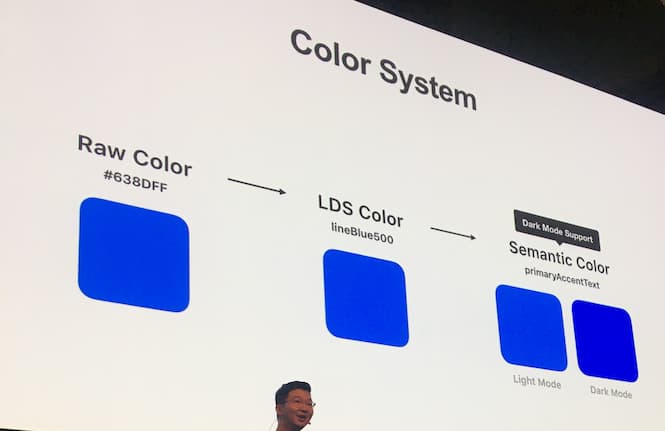 Color System
Raw Color
#638DFF
LDS Color
lineBlue500
Dark Mode Support
Semantic Color
primaryAccentText
Light Mode
Dark Mode